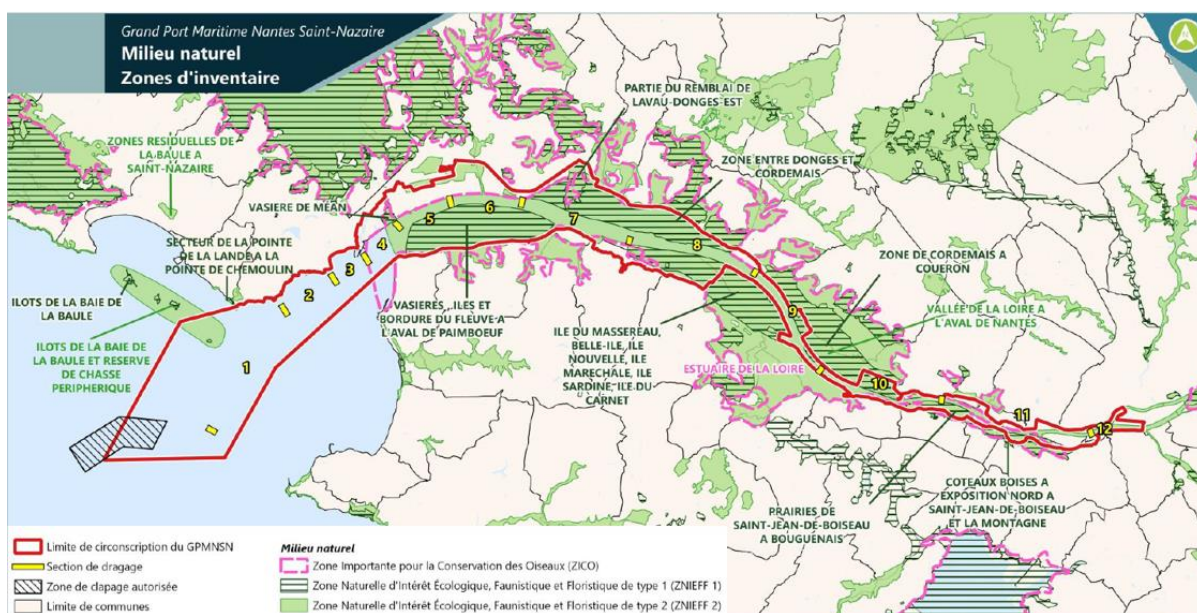 Grand Port Maritime Nantes Saint-Nazaire
Milieu naturel
Zones d'inventaire
PARTIE DU REMBLAI DE
LAVAU-DONGES-EST
ZONES RESIDUELLES DE
LA BAULE A
SAINT-NAZAIRE
ZONE ENTRE DONGES ET
CORDEMAIS
VASIERE DE MEAN
SECTEUR DE LA POINTE
DE LA LANDE A LA
POINTE DE CHEMOULIN
ILOTS DE LA BAIE DE
LA BAULE
ILOTS DE LA BAIE DE
LA BAULE ET RESERVE
DE CHASSE
PERIPHERIQUE
VASIERES, ILES ET
BORDURE DU FLEUVE A
L'AVAL DE PAIMBOEUF
ILE DU MASSEREAU,
BELLE-ILE, ILE
NOUVELLE, ILE
MARECHALE, ILE
SARDINE, ILE DU
CARNET
ZONE DE CORDEMAIS A
COUERON
VALLÉE DE LA LOIRE A
L'AVAL DE NANTES
ESTUAIRE DE LA LOIRE
PRAIRIES DE
SAINT-JEAN-DE-BOISEAU
A BOUGUENAIS
COTEAUX BOISES A
EXPOSITION NORD A
SAINT-JEAN-DE-BOISEAU
ET LA MONTAGNE
1
2
3
4
5
6
7
8
9
10
11
12
Limite de circonscription du GPMNSN
Section de dragage
Zone de clapage autorisée
Limite de communes
Milieu naturel
Zone Importante pour la Conservation des Oiseaux (ZICO)
Zone Naturelle d'Intérêt Écologique, Faunistique et Floristique de type 1 (ZNIEFF 1)
Zone Naturelle d'Intérêt Écologique, Faunistique et Floristique de type 2 (ZNIEFF 2)